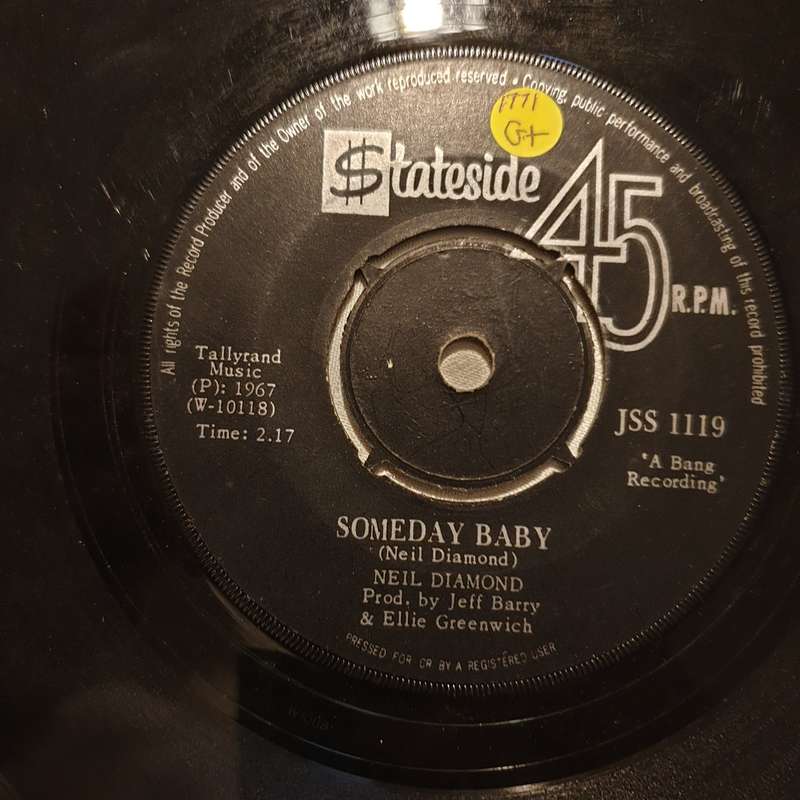 All rights of the Record Producer and of the Owner of the work reproduced reserved • Copying, public performance and broadcasting of this record prohibited
1771
G+
$tateside
45
R.P.M.
Tallyrand
Music
(P): 1967
(W-10118)
Time: 2.17
JSS 1119
'A Bang
Recording'
SOMEDAY BABY
(Neil Diamond)
NEIL DIAMOND
Prod. by Jeff Barry
& Ellie Greenwich
PRESSED FOR OR BY A REGISTERED USER